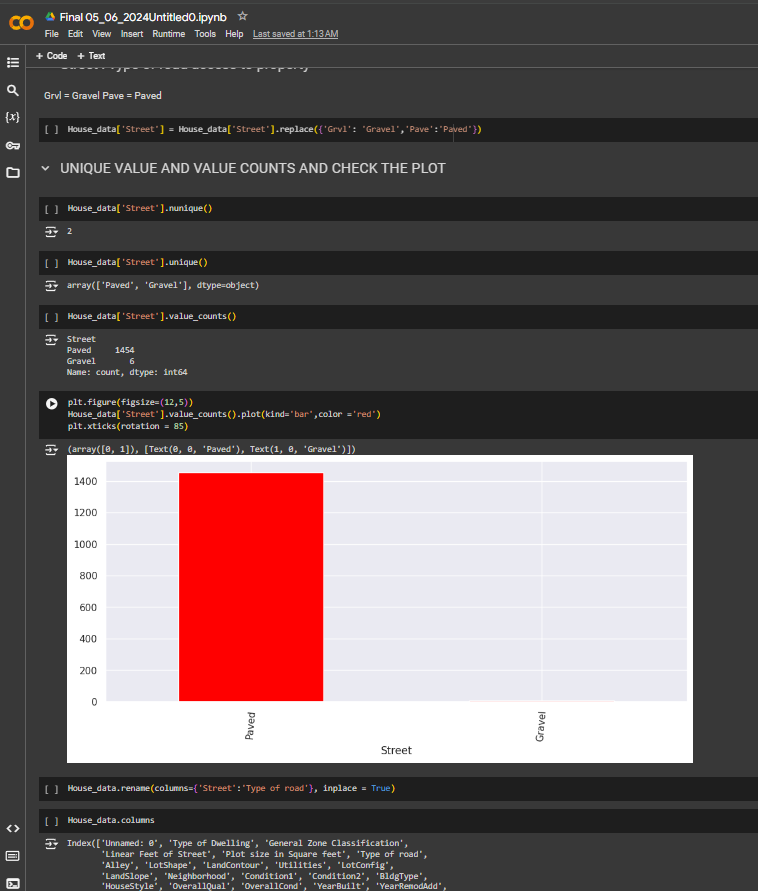 Final 05_06_2024Untitled0.ipynb
File Edit View Insert Runtime Tools Help Last saved at 1:13 AM
+ Code + Text
Grvl = Gravel Pave = Paved
[ ] House_data['Street'] = House_data['Street'].replace({'Grvl': 'Gravel','Pave':'Paved'})
UNIQUE VALUE AND VALUE COUNTS AND CHECK THE PLOT
[ ] House_data['Street'].nunique()
2
[ ] House_data['Street'].unique()
array(['Paved', 'Gravel'], dtype=object)
[ ] House_data['Street'].value_counts()
Street
Paved 1454
Gravel 6
Name: count, dtype: int64
plt.figure(figsize=(12,5))
House_data['Street'].value_counts().plot(kind='bar',color ='red')
plt.xticks(rotation = 85)
(array([0, 1]), [Text(0, 0, 'Paved'), Text(1, 0, 'Gravel')])
1400
1200
1000
800
600
400
200
0
Paved
Gravel
Street
[ ] House_data.rename(columns={'Street':'Type of road'}, inplace = True)
[ ] House_data.columns
Index(['Unnamed: 0', 'Type of Dwelling', 'General Zone Classification',
'Linear Feet of Street', 'Plot size in Square feet', 'Type of road',
'Alley', 'LotShape', 'LandContour', 'Utilities', 'LotConfig',
'LandSlope', 'Neighborhood', 'Condition1', 'Condition2', 'BldgType',
'HouseStyle', 'OverallQual', 'OverallCond', 'YearBuilt', 'YearRemodAdd',